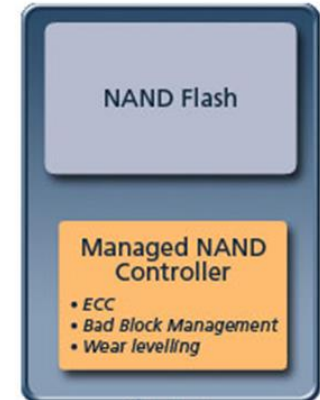 NAND Flash
Managed NAND
Controller
• ECC
• Bad Block Management
• Wear levelling